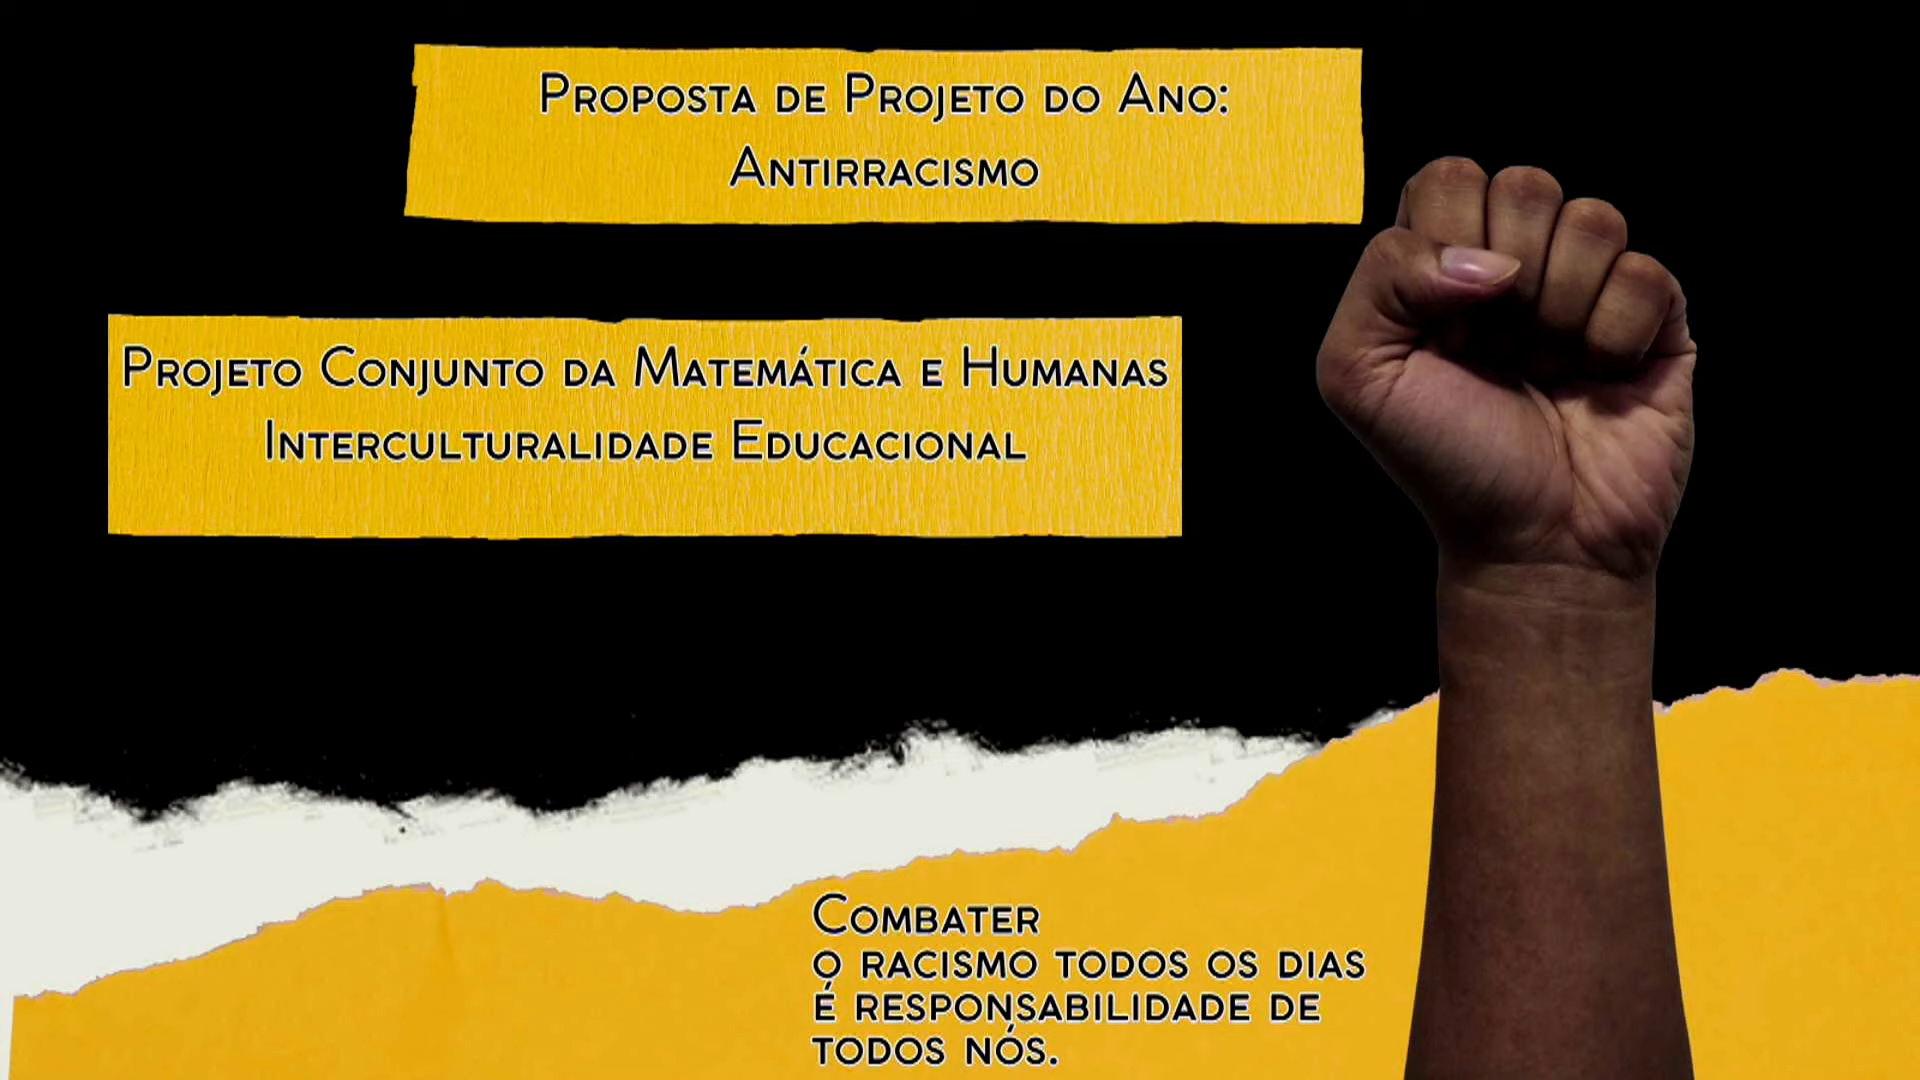 Proposta de Projeto do Ano:
Antirracismo
Projeto Conjunto da Matemática e Humanas
Interculturalidade Educacional
Combater
o racismo todos os dias
é responsabilidade de
todos nós.